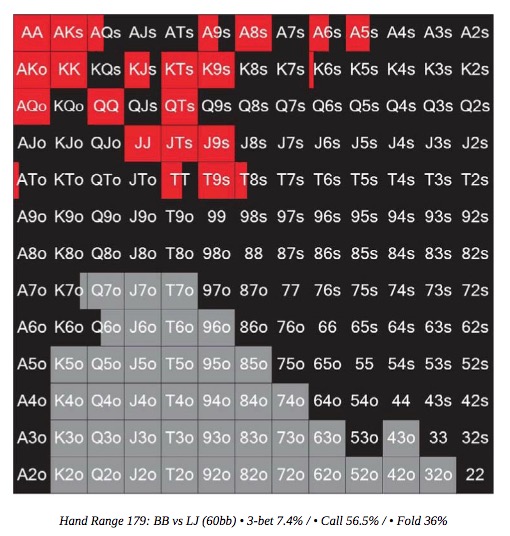 AA AKs AQs AJs ATs A9s A8s A7s A6s A5s A4s A3s A2s
AKo KK KQs KJs KTs K9s K8s K7s K6s K5s K4s K3s K2s
AQo KQo QQ QJs QTs Q9s Q8s Q7s Q6s Q5s Q4s Q3s Q2s
AJo KJo QJo JJ JTs J9s J8s J7s J6s J5s J4s J3s J2s
ATo KTo QTo JTo TT T9s T8s T7s T6s T5s T4s T3s T2s
A9o K9o Q9o J9o T9o 99 98s 97s 96s 95s 94s 93s 92s
A8o K8o Q8o J8o T8o 98o 88 87s 86s 85s 84s 83s 82s
A7o K7o Q7o J7o T7o 97o 87o 77 76s 75s 74s 73s 72s
A6o K6o Q6o J6o T6o 96o 86o 76o 66 65s 64s 63s 62s
A5o K5o Q5o J5o T5o 95o 85o 75o 65o 55 54s 53s 52s
A4o K4o Q4o J4o T4o 94o 84o 74o 64o 54o 44 43s 42s
A3o K3o Q3o J3o T3o 93o 83o 73o 63o 53o 43o 33 32s
A2o K2o Q2o J2o T2o 92o 82o 72o 62o 52o 42o 32o 22
Hand Range 179: BB vs LJ (60bb) • 3-bet 7.4% / • Call 56.5% / • Fold 36%